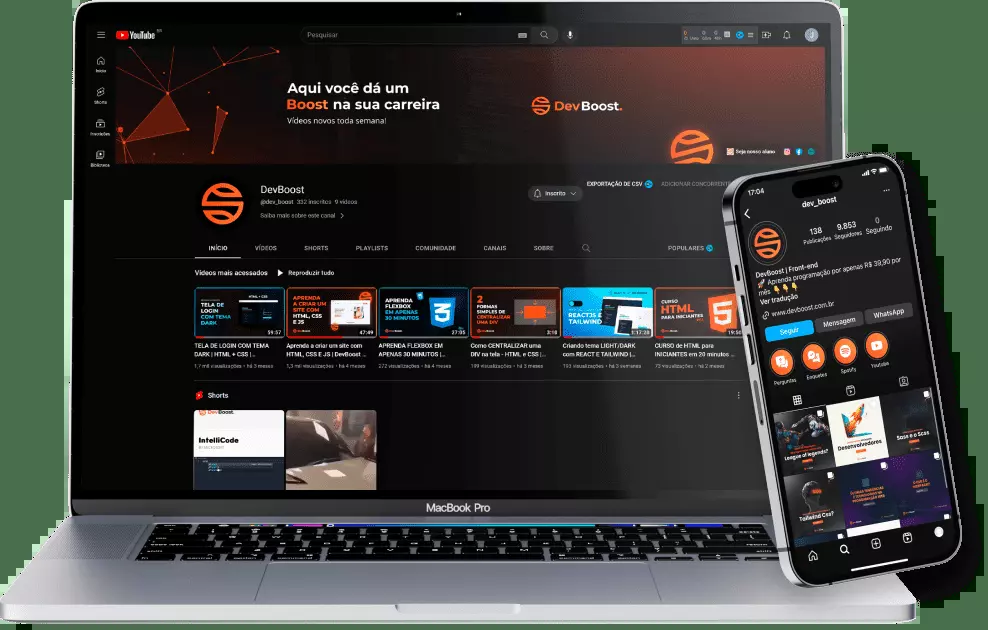 YouTube BR
Pesquisar
Início
Shorts
Inscrições
Biblioteca
Aqui você dá um
Boost na sua carreira
Vídeos novos toda semana!
DevBoost.
Seja nosso aluno
DevBoost
@dev_boost 332 inscritos 9 vídeos
Saiba mais sobre este canal
Inscrito
EXPORTAÇÃO DE CSV
ADICIONAR CONCORRENT
INÍCIO VÍDEOS SHORTS PLAYLISTS COMUNIDADE CANAIS SOBRE POPULARES
Vídeos mais acessados Reproduzir tudo
HTML + CSS
TELA DE
LOGIN
COM TEMA
DARK
59:57
APRENDA
A CRIAR UM
SITE COM
HTML, CSS
E JS
47:49
APRENDA
FLEXBOX EM
APENAS
30 MINUTOS
27:05
2
FORMAS
SIMPLES DE
CENTRALIZAR
UMA DIV
3:10
REACTJS E
TAILWIND
1:17:28
CURSO
HTML PARA
INICIANTES
TELA DE LOGIN COM TEMA
DARK | HTML + CSS |...
1,7 mil visualizações • há 3 meses
Aprenda a criar um site com
HTML, CSS E JS | DevBoost ...
1,3 mil visualizações • há 4 meses
APRENDA FLEXBOX EM
APENAS 30 MINUTOS |...
272 visualizações • há 3 meses
Como CENTRALIZAR uma
DIV na tela - HTML e CSS |...
199 visualizações • há 3 meses
Criando tema LIGHT/DARK
com REACT E TAILWIND |...
193 visualizações • há 3 semanas
CURSO de HTML para
INICIANTES em 20 minutos ...
73 visualizações • há 2 meses
Shorts
DevBoost.
IntelliCode
MacBook Pro
17:04
dev_boost
138 9.853 0
Publicações Seguidores Seguindo
DevBoost | Front-end
🚀 Aprenda programação por apenas R$ 39,90 por
mês 👇👇👇
Ver tradução
www.devboost.com.br
Seguir Mensagem WhatsApp
Perguntas Enquetes Spotify Youtube
League of legends?
Desenvolvedores
Sass e o Scss
Tailwind Css?